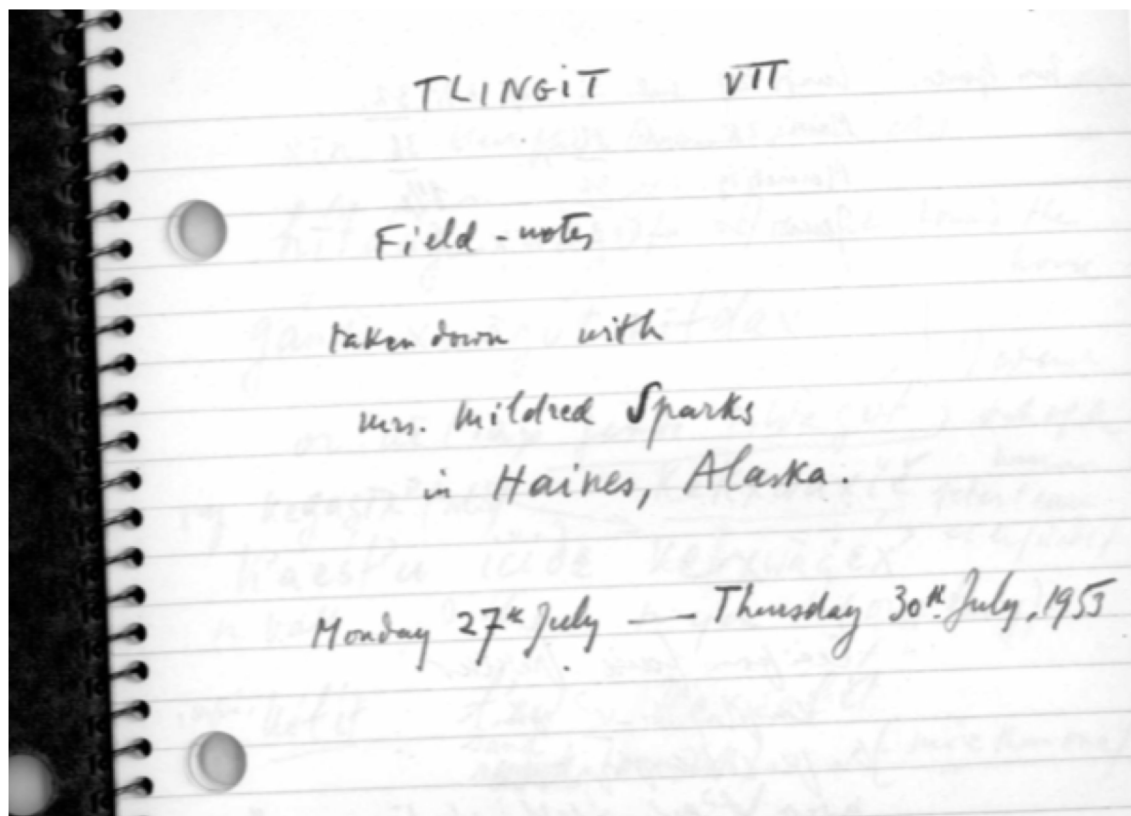 TLINGIT VII
Field-notes
taken down with
Mrs. Mildred Sparks
in Haines, Alaska.
Monday 27th July — Thursday 30th July, 1953